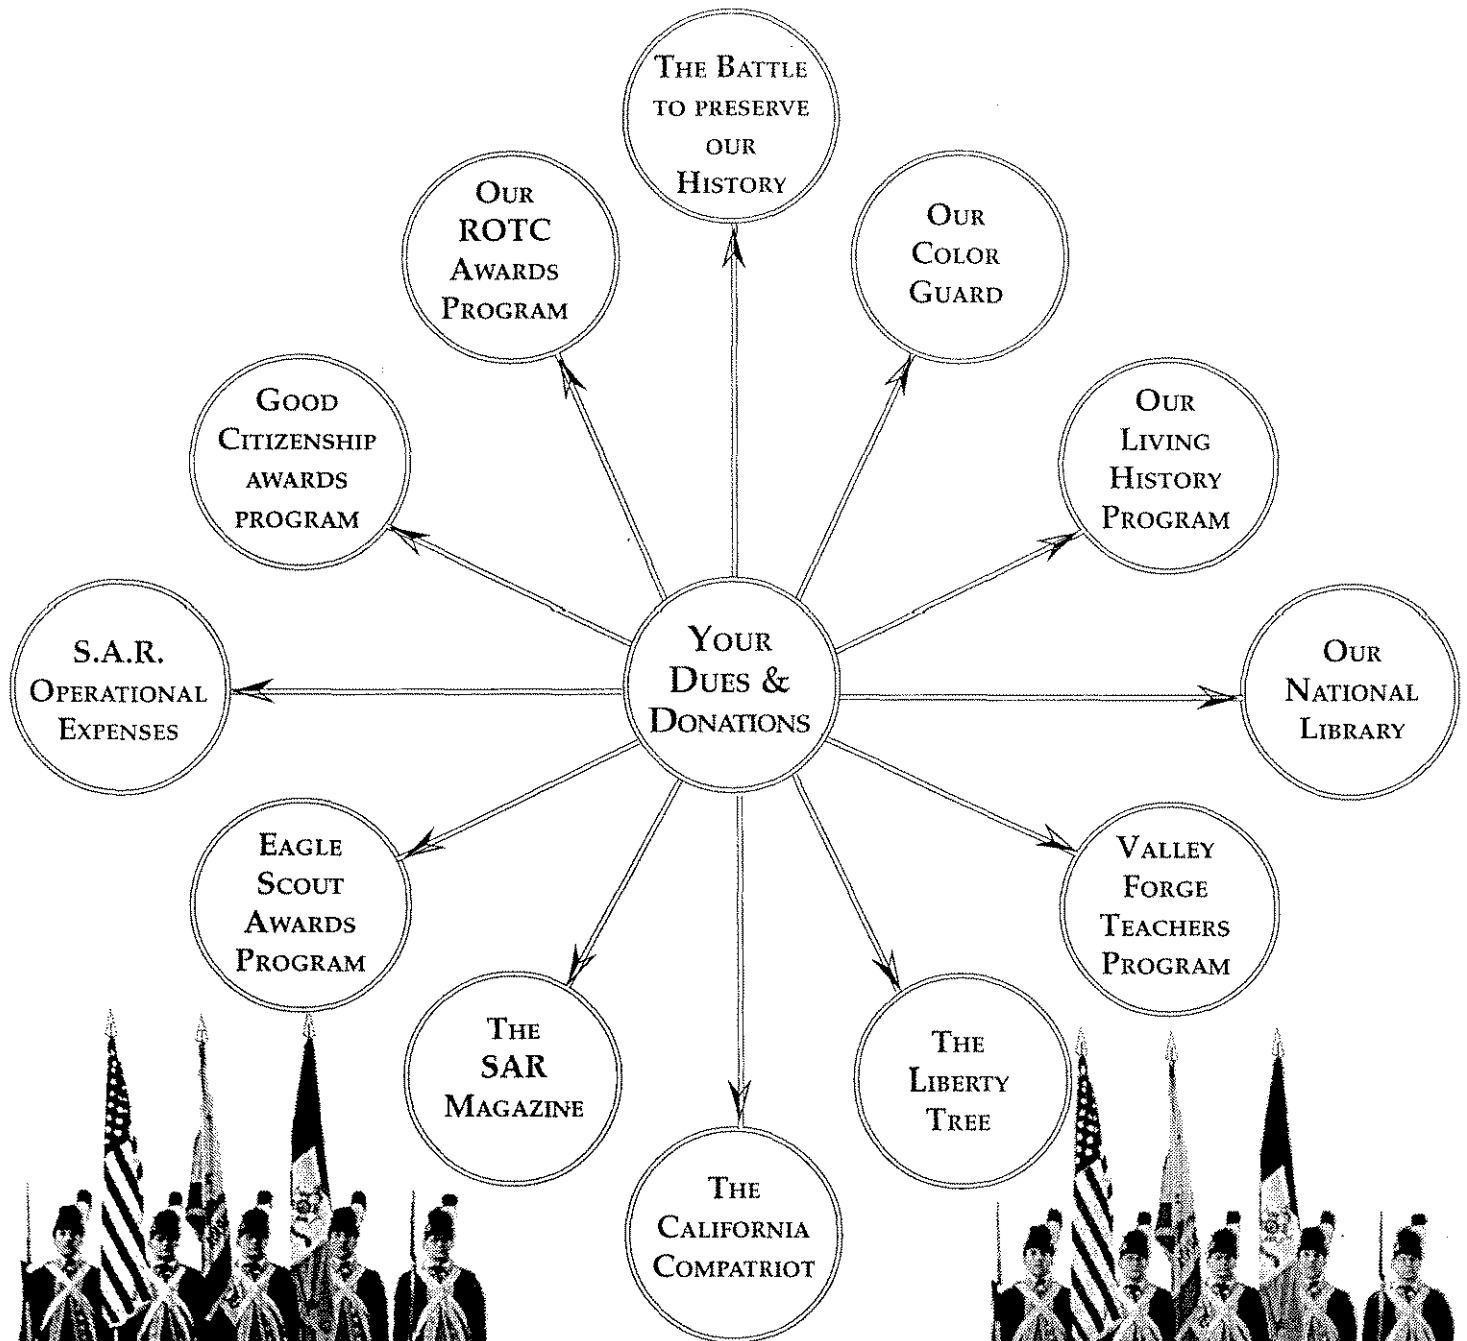 The Battle
to preserve
our
History
Our
ROTC
Awards
Program
Our
Color
Guard
Good
Citizenship
awards
program
Our
Living
History
Program
S.A.R.
Operational
Expenses
Your
Dues &
Donations
Our
National
Library
Eagle
Scout
Awards
Program
Valley
Forge
Teachers
Program
The
SAR
Magazine
The
Liberty
Tree
The
California
Compatriot